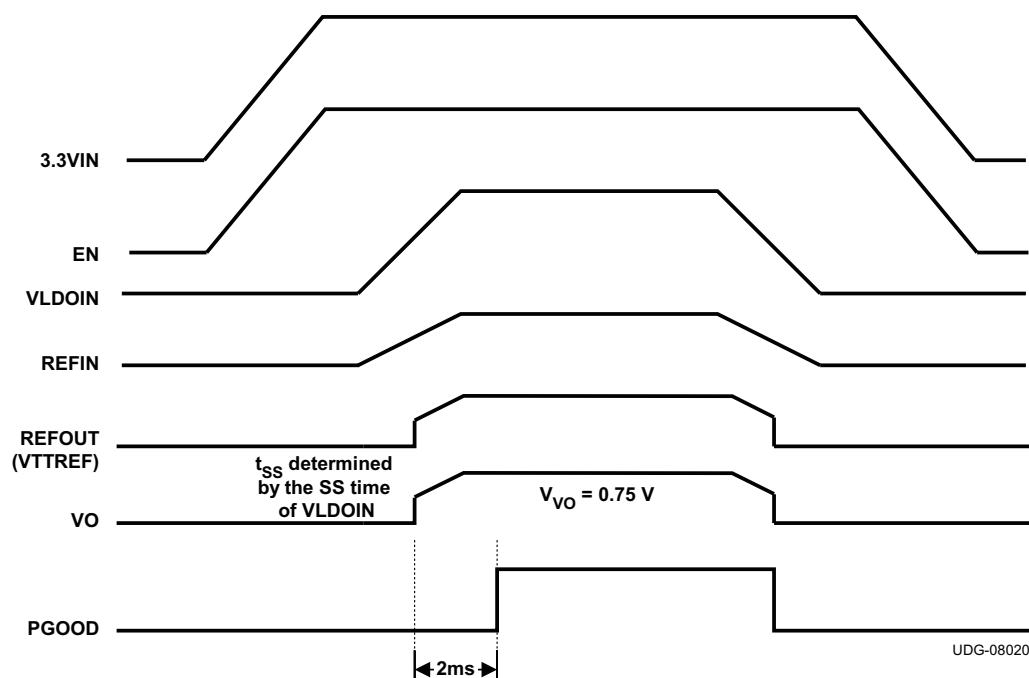 3.3VIN
EN
VLDOIN
REFIN
REFOUT
(VTTREF)
tSS determined
by the SS time
of VLDOIN
VVO = 0.75 V
VO
PGOOD
UDG-08020
2ms